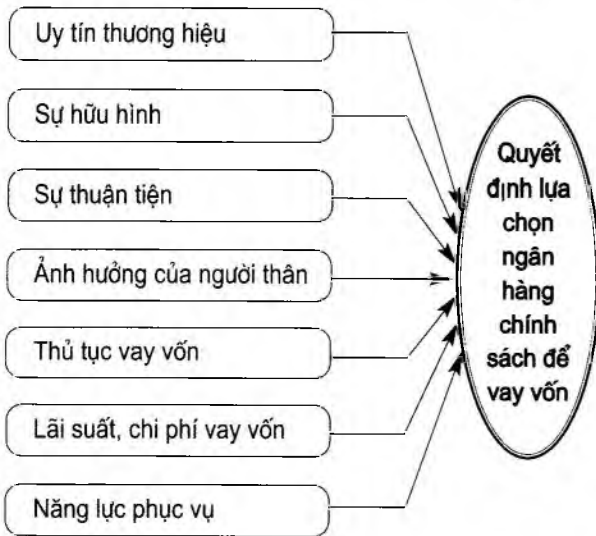 Uy tín thương hiệu
Sự hữu hình
Sự thuận tiện
Ảnh hưởng của người thân
Thủ tục vay vốn
Lãi suất, chi phí vay vốn
Năng lực phục vụ
Quyết
định lựa
chọn
ngân
hàng
chính
sách để
vay vốn